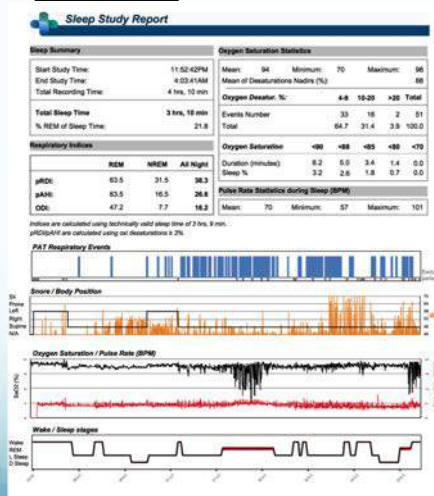 Sleep Study Report
Sleep Summary
Start Study Time: 11:52:42PM
End Study Time: 4:03:41AM
Total Recording Time: 4 hrs, 10 min
Total Sleep Time 3 hrs, 10 min
% REM of Sleep Time: 21.8
Respiratory Indices
REM NREM All Night
pRDI: 63.5 31.5 38.3
pAHI: 63.5 16.5 26.6
ODI: 47.2 7.7 16.2
Oxygen Saturation Statistics
Mean: 94 Minimum: 70 Maximum: 98
Mean of Desaturations Nadirs (%): 88
Oxygen Desatur. %: 4-9 10-20 >20 Total
Events Number 33 16 2 51
Total 64.7 31.4 3.9 100.0
Oxygen Saturation <90 <88 <85 <80 <70
Duration (minutes): 6.2 5.0 3.4 1.4 0.0
Sleep % 3.2 2.6 1.8 0.7 0.0
Pulse Rate Statistics during Sleep (BPM)
Mean: 70 Minimum: 57 Maximum: 101
Indices are calculated using technically valid sleep time of 3 hrs, 9 min.
pRDI/pAHI are calculated using oxi desaturations ≥ 3%
PAT Respiratory Events
Snore / Body Position
Sit
Prone
Left
Right
Supine
N/A
Oxygen Saturation / Pulse Rate (BPM)
SaO2 (%)
Wake / Sleep stages
Wake
REM
L Sleep
D Sleep